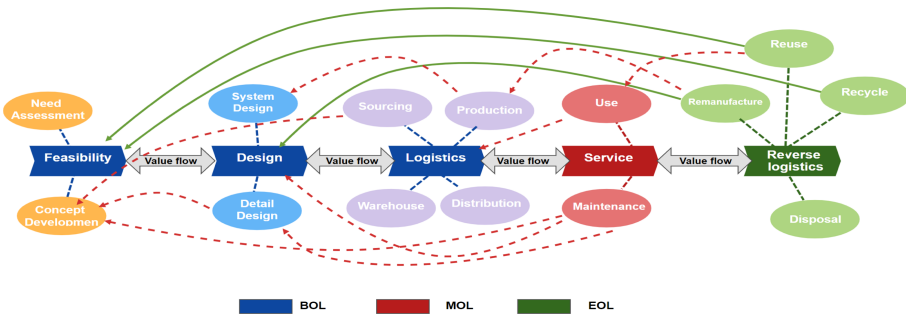 Reuse
Recycle
Need
Assessment
System
Design
Sourcing
Production
Use
Remanufacture
Feasibility
Value flow
Design
Value flow
Logistics
Value flow
Service
Value flow
Reverse
logistics
Concept
Developmen
Detail
Design
Warehouse
Distribution
Maintenance
Disposal
BOL
MOL
EOL